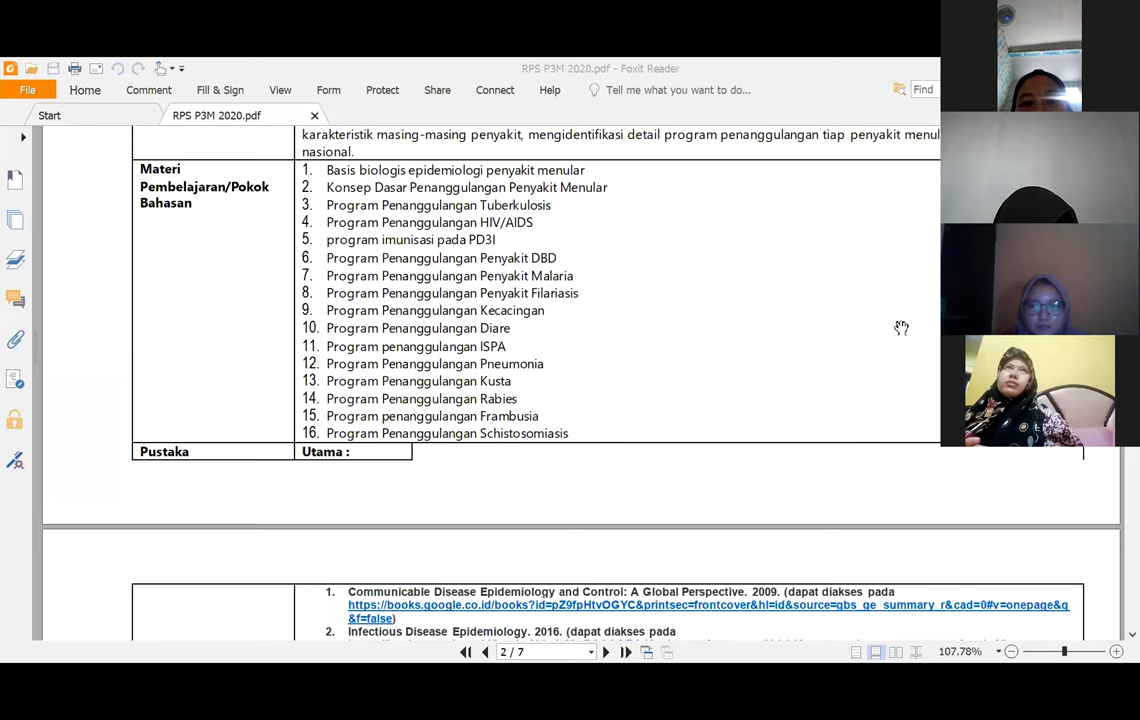 RPS P3M 2020.pdf - Foxit Reader
File Home Comment Fill & Sign View Form Protect Share Connect Help Tell me what you want to do... Find
Start RPS P3M 2020.pdf
karakteristik masing-masing penyakit, mengidentifikasi detail program penanggulangan tiap penyakit menul
nasional.
Materi
Pembelajaran/Pokok
Bahasan
1. Basis biologis epidemiologi penyakit menular
2. Konsep Dasar Penanggulangan Penyakit Menular
3. Program Penanggulangan Tuberkulosis
4. Program Penanggulangan HIV/AIDS
5. program imunisasi pada PD3I
6. Program Penanggulangan Penyakit DBD
7. Program Penanggulangan Penyakit Malaria
8. Program Penanggulangan Penyakit Filariasis
9. Program Penanggulangan Kecacingan
10. Program Penanggulangan Diare
11. Program penanggulangan ISPA
12. Program Penanggulangan Pneumonia
13. Program Penanggulangan Kusta
14. Program Penanggulangan Rabies
15. Program penanggulangan Frambusia
16. Program Penanggulangan Schistosomiasis
Pustaka Utama :
1. Communicable Disease Epidemiology and Control: A Global Perspective. 2009. (dapat diakses pada
https://books.google.co.id/books?id=pZ9fpHtvOGYC&printsec=frontcover&hl=id&source=gbs_ge_summary_r&cad=0#v=onepage&q
&f=false)
2. Infectious Disease Epidemiology. 2016. (dapat diakses pada
2 / 7
107.78%